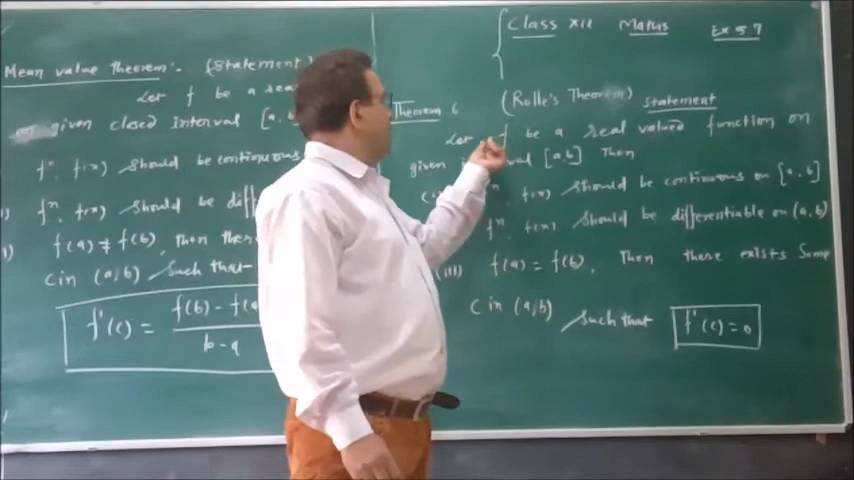 Class XII Maths Ex 5.7
Mean value Theorem :- (Statement)
Let f be a real
on given closed interval [a, b
fⁿ. f(x) should be continuous
fⁿ. f(x) should be diff
f(a) ≠ f(b), Then there
C in (a,b) such that
f'(c) = f(b) - f(a
b - a
Theorem
(Rolle's Theorem) Statement
Let f be a real valued function on
given [a,b] Then
f(x) should be continuous on [a,b]
fⁿ. f(x) should be differentiable on (a,b)
(III) f(a) = f(b), Then there exists Some
C in (a,b) such that f'(c) = 0